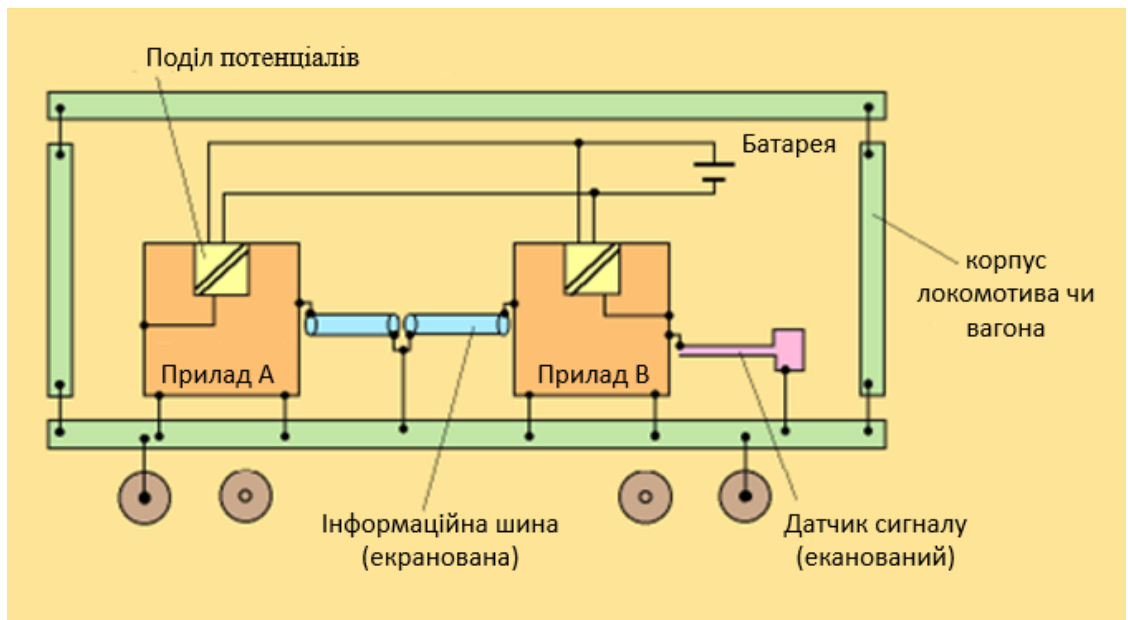 Поділ потенціалів
Батарея
корпус
локомотива чи
вагона
Прилад А
Прилад В
Інформаційна шина
(екранована)
Датчик сигналу
(еканований)